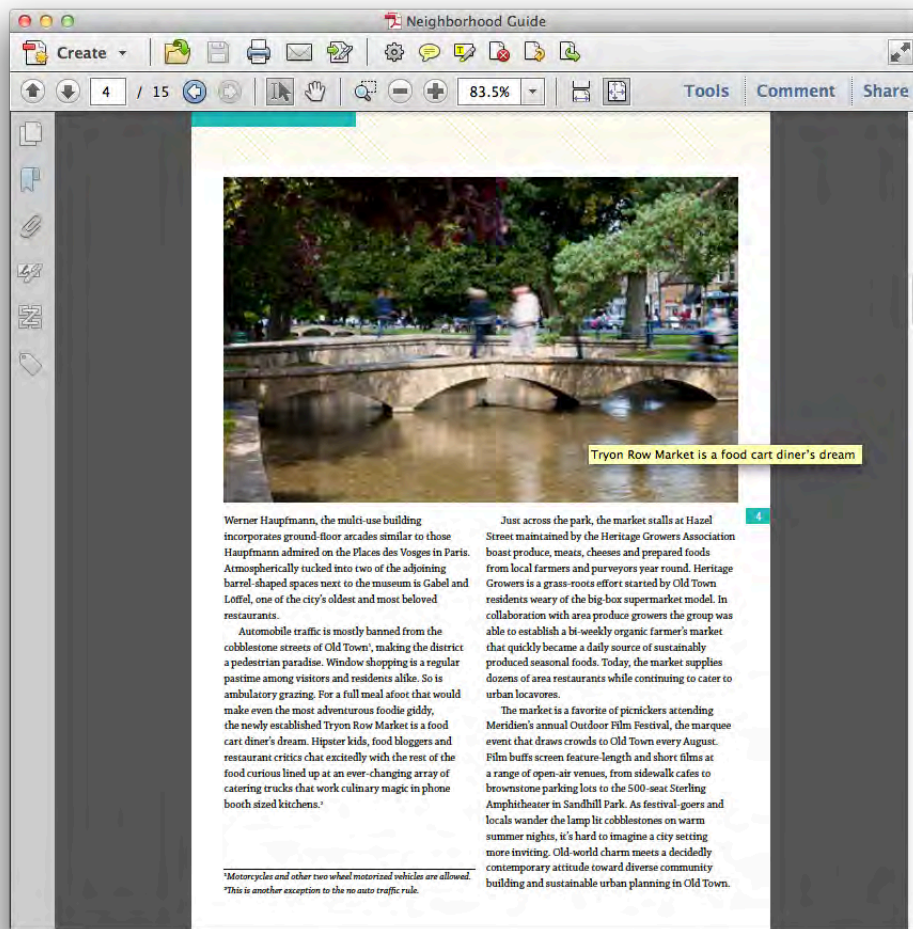 Neighborhood Guide
Create
4 / 15
83.5%
Tools
Comment
Share
Tryon Row Market is a food cart diner's dream
4
Werner Haupfmann, the multi-use building
incorporates ground-floor arcades similar to those
Haupfmann admired on the Places des Vosges in Paris.
Atmospherically tucked into two of the adjoining
barrel-shaped spaces next to the museum is Gabel and
Löffel, one of the city's oldest and most beloved
restaurants.
Automobile traffic is mostly banned from the
cobblestone streets of Old Town¹, making the district
a pedestrian paradise. Window shopping is a regular
pastime among visitors and residents alike. So is
ambulatory grazing. For a full meal afoot that would
make even the most adventurous foodie giddy,
the newly established Tryon Row Market is a food
cart diner's dream. Hipster kids, food bloggers and
restaurant critics chat excitedly with the rest of the
food curious lined up at an ever-changing array of
catering trucks that work culinary magic in phone
booth sized kitchens.²
¹Motorcycles and other two wheel motorized vehicles are allowed.
²This is another exception to the no auto traffic rule.
Just across the park, the market stalls at Hazel
Street maintained by the Heritage Growers Association
boast produce, meats, cheeses and prepared foods
from local farmers and purveyors year round. Heritage
Growers is a grass-roots effort started by Old Town
residents weary of the big-box supermarket model. In
collaboration with area produce growers the group was
able to establish a bi-weekly organic farmer's market
that quickly became a daily source of sustainably
produced seasonal foods. Today, the market supplies
dozens of area restaurants while continuing to cater to
urban locavores.
The market is a favorite of picnickers attending
Meridien's annual Outdoor Film Festival, the marquee
event that draws crowds to Old Town every August.
Film buffs screen feature-length and short films at
a range of open-air venues, from sidewalk cafes to
brownstone parking lots to the 500-seat Sterling
Amphitheater in Sandhill Park. As festival-goers and
locals wander the lamp lit cobblestones on warm
summer nights, it's hard to imagine a city setting
more inviting. Old-world charm meets a decidedly
contemporary attitude toward diverse community
building and sustainable urban planning in Old Town.